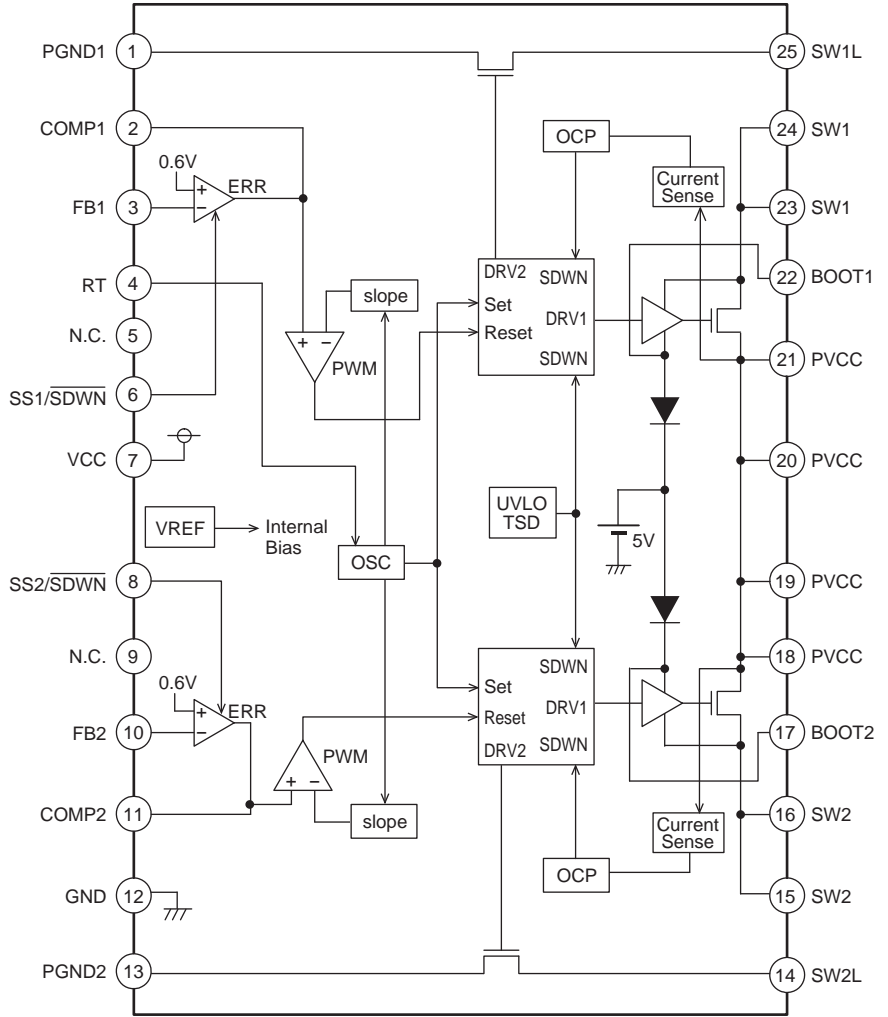 PGND1 1
25 SW1L
COMP1 2
OCP
24 SW1
0.6V
+
ERR
−
Current
Sense
FB1 3
23 SW1
RT 4
slope
DRV2
SDWN
22 BOOT1
Set
DRV1
N.C. 5
+ −
PWM
Reset
SDWN
21 PVCC
SS1/SDWN 6
VCC 7
20 PVCC
VREF
Internal
Bias
UVLO
TSD
5V
OSC
SS2/SDWN 8
19 PVCC
N.C. 9
SDWN
18 PVCC
0.6V
+
ERR
−
Set
DRV1
FB2 10
Reset
17 BOOT2
PWM
DRV2
SDWN
+ −
COMP2 11
slope
Current
Sense
16 SW2
OCP
GND 12
15 SW2
PGND2 13
14 SW2L